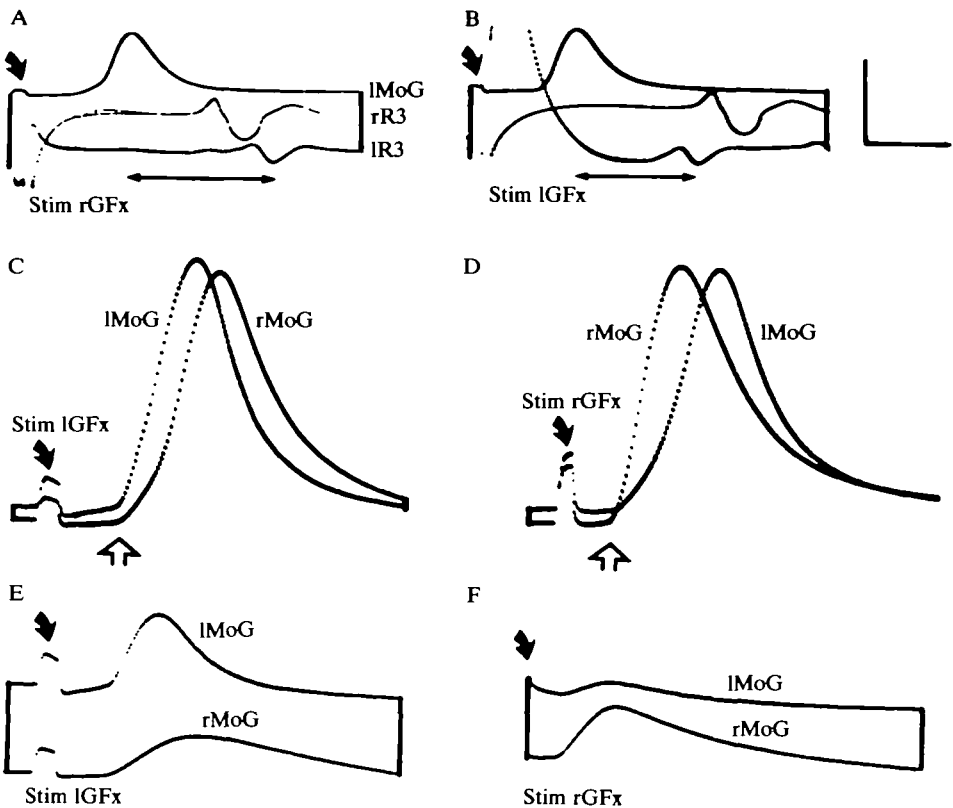 A
B
lMoG
rR3
lR3
Stim rGFx
Stim lGFx
C
D
lMoG
rMoG
rMoG
lMoG
Stim lGFx
Stim rGFx
E
F
lMoG
lMoG
rMoG
rMoG
Stim lGFx
Stim rGFx